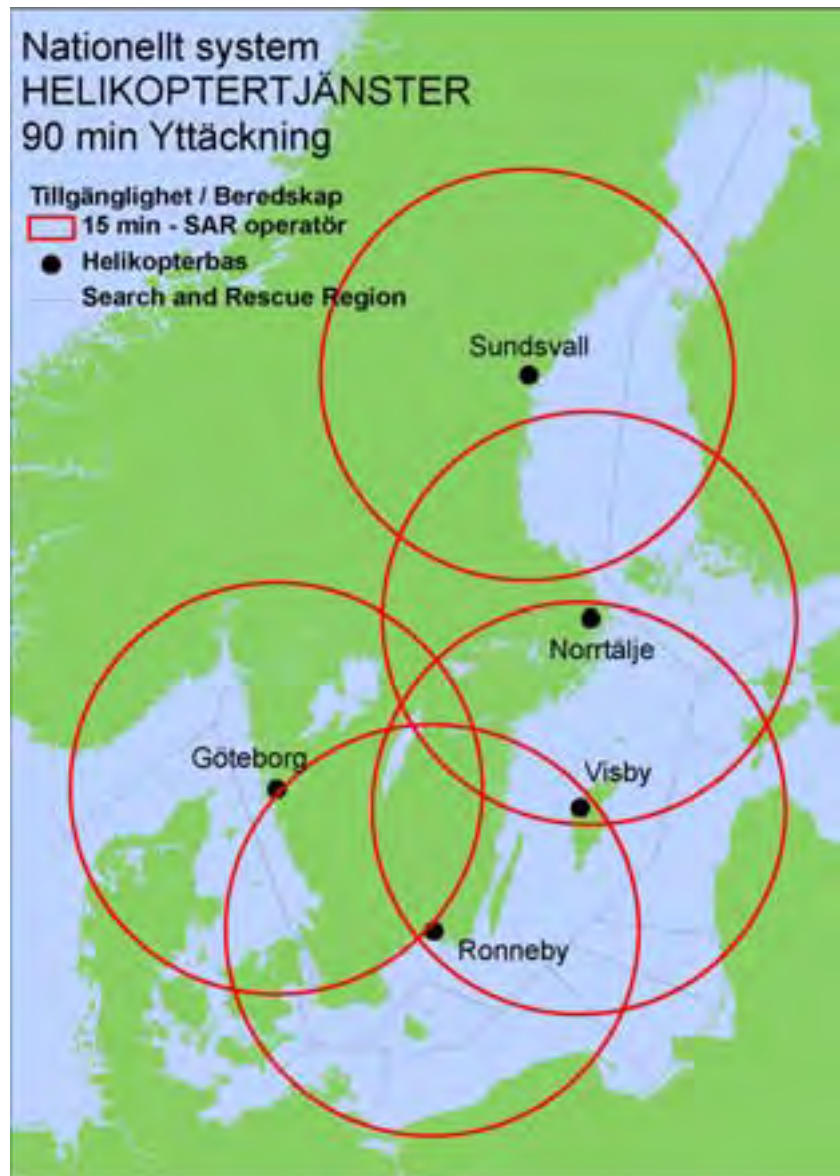 Nationellt system
HELIKOPTERTJÄNSTER
90 min Yttäckning
Tillgänglighet / Beredskap
15 min - SAR operatör
Helikopterbas
Search and Rescue Region
Sundsvall
Norrtälje
Göteborg
Visby
Ronneby